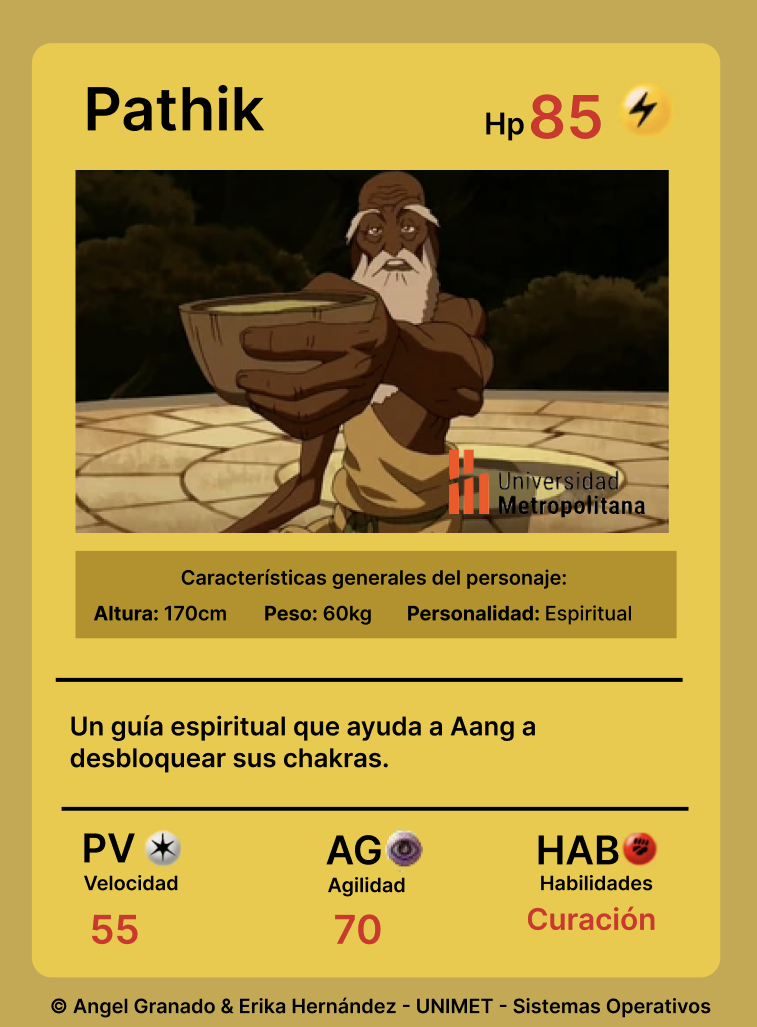 Pathik
Hp 85
Universidad
Metropolitana
Características generales del personaje:
Altura: 170cm Peso: 60kg Personalidad: Espiritual
Un guía espiritual que ayuda a Aang a
desbloquear sus chakras.
PV AG HAB
Velocidad Agilidad Habilidades
55 70 Curación
© Angel Granado & Erika Hernández - UNIMET - Sistemas Operativos